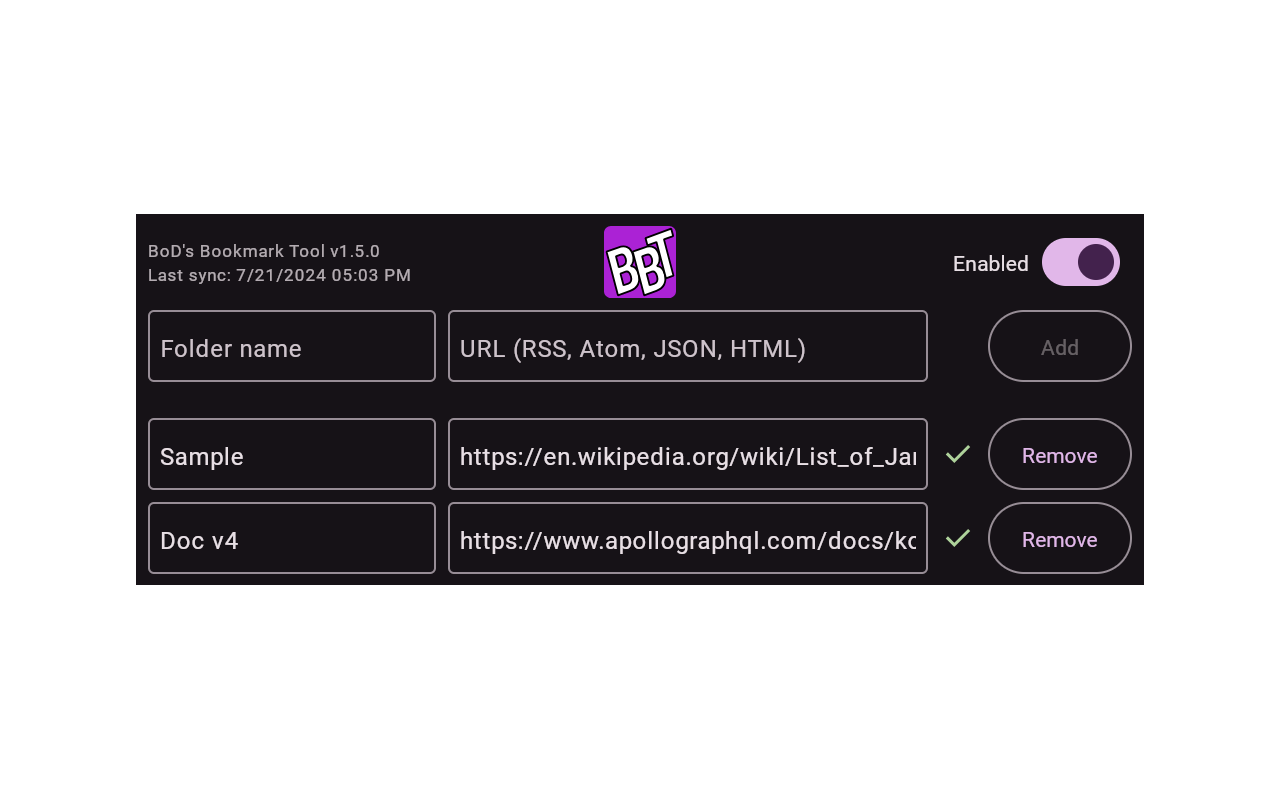 BoD's Bookmark Tool v1.5.0
Last sync: 7/21/2024 05:03 PM
BBT
Enabled
Folder name
URL (RSS, Atom, JSON, HTML)
Add
Sample
https://en.wikipedia.org/wiki/List_of_Jar
Remove
Doc v4
https://www.apollographql.com/docs/kc
Remove